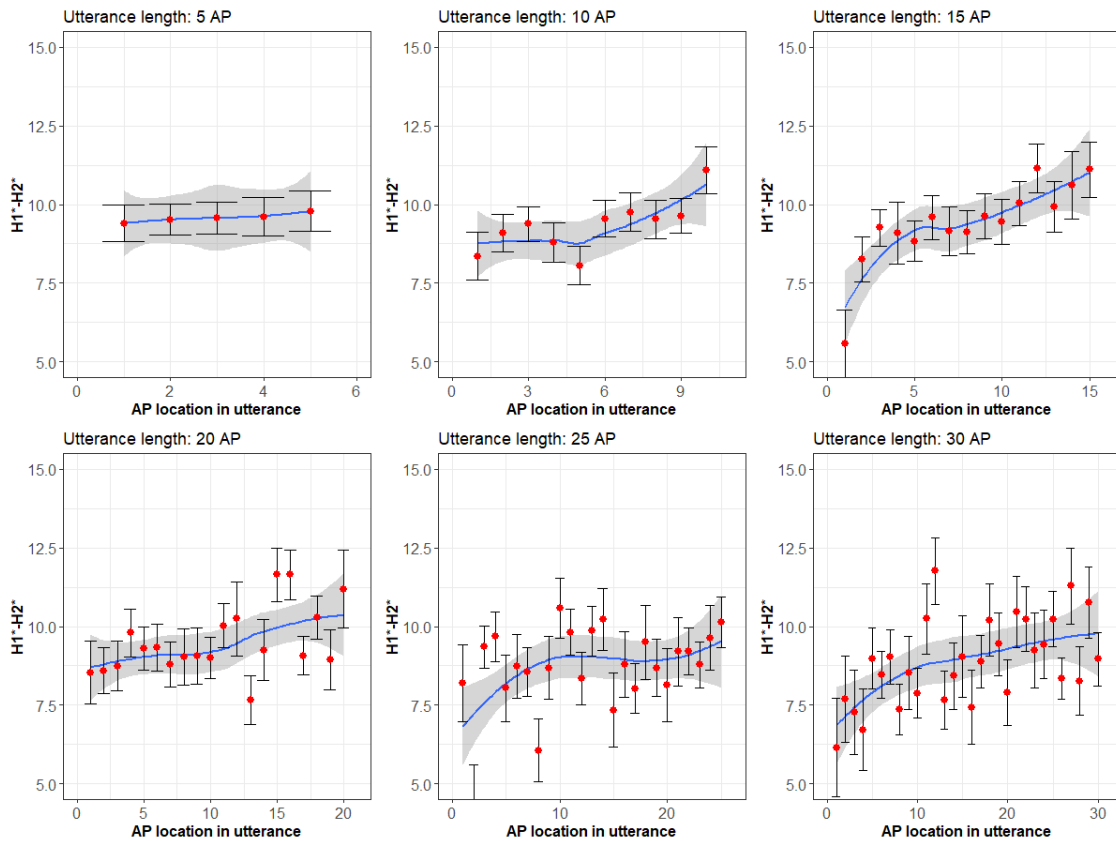 Utterance length: 5 AP
15.0
12.5
10.0
7.5
5.0
H1*-H2*
0 2 4 6
AP location in utterance
Utterance length: 10 AP
15.0
12.5
10.0
7.5
5.0
H1*-H2*
0 3 6 9
AP location in utterance
Utterance length: 15 AP
15.0
12.5
10.0
7.5
5.0
H1*-H2*
0 5 10 15
AP location in utterance
Utterance length: 20 AP
15.0
12.5
10.0
7.5
5.0
H1*-H2*
0 5 10 15 20
AP location in utterance
Utterance length: 25 AP
15.0
12.5
10.0
7.5
5.0
H1*-H2*
0 10 20
AP location in utterance
Utterance length: 30 AP
15.0
12.5
10.0
7.5
5.0
H1*-H2*
0 10 20 30
AP location in utterance